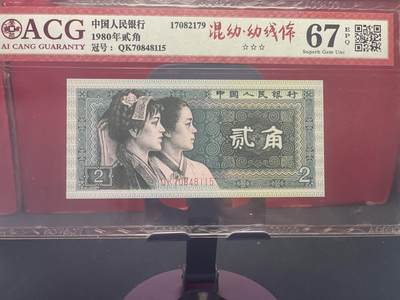 ACG
AI CANG GUARANTY
中国人民银行
1980年贰角
冠号：QK70848115
17082179
混幼·幼线体
☆☆☆
67 EPQ
Superb Gem Unc
中国人民银行
贰角
QK70848115
2
2